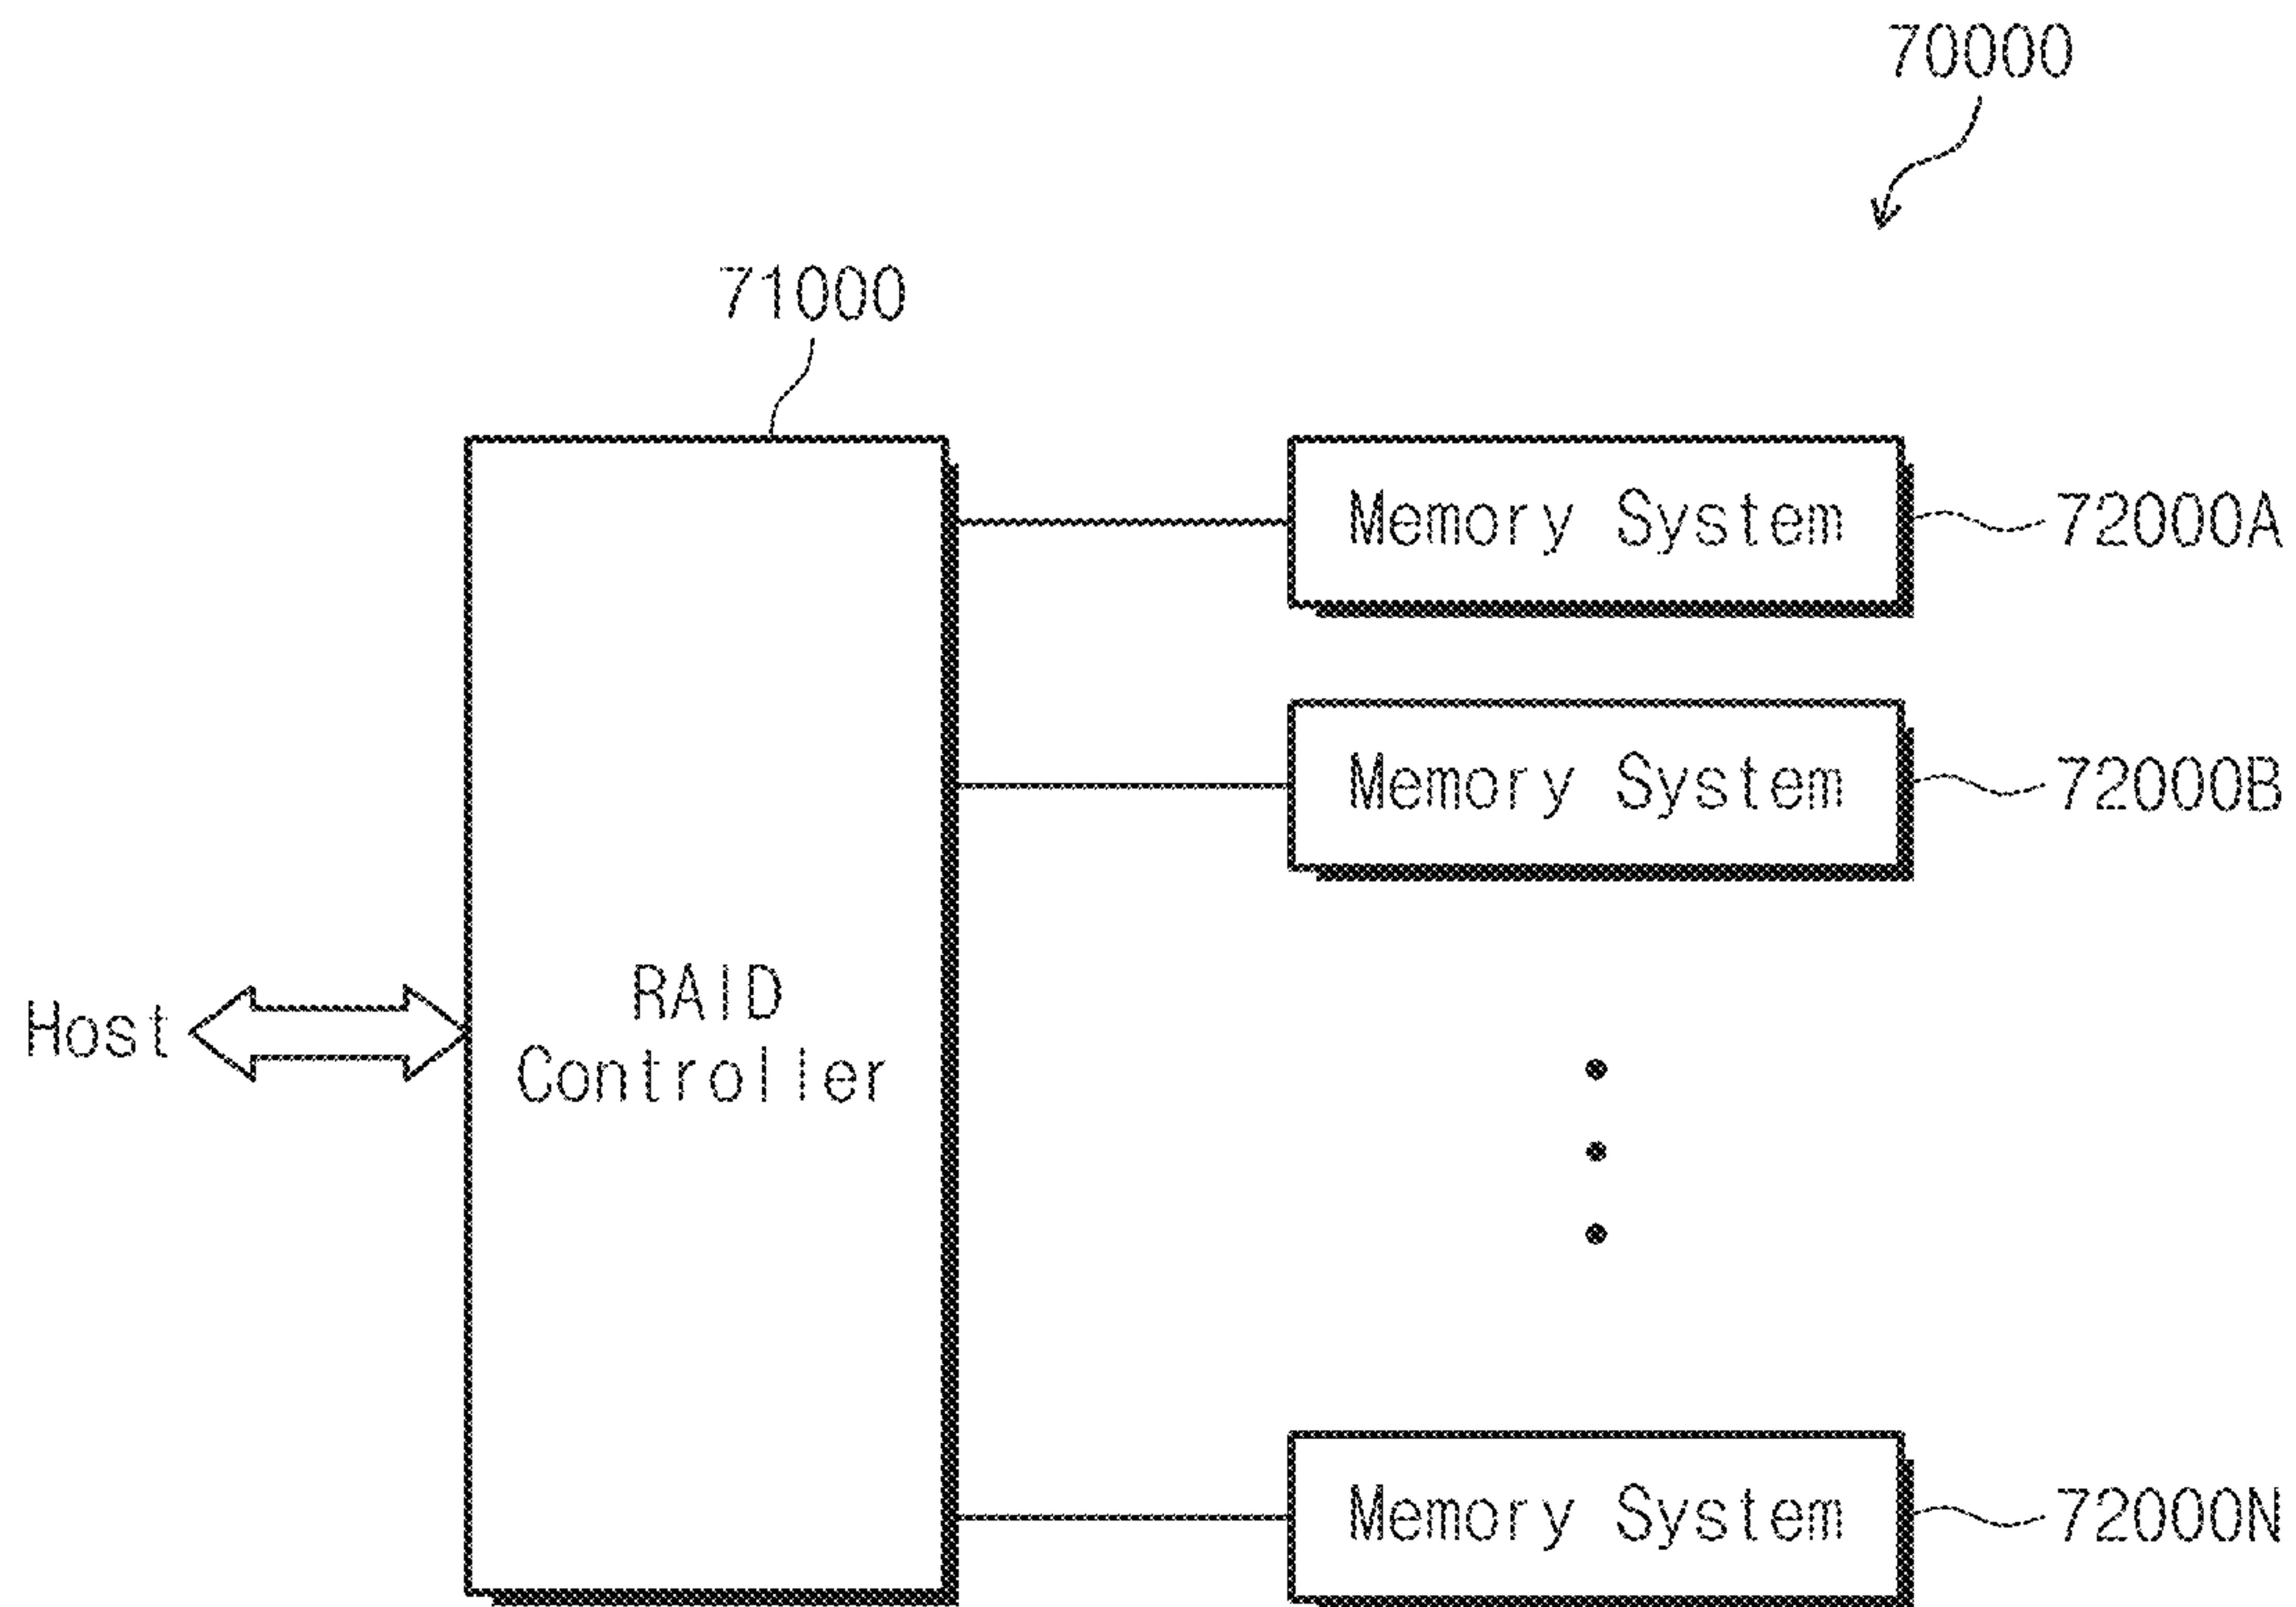 70000
71000
Memory System
72000A
Memory System
72000B
Host
RAID
Controller
Memory System
72000N